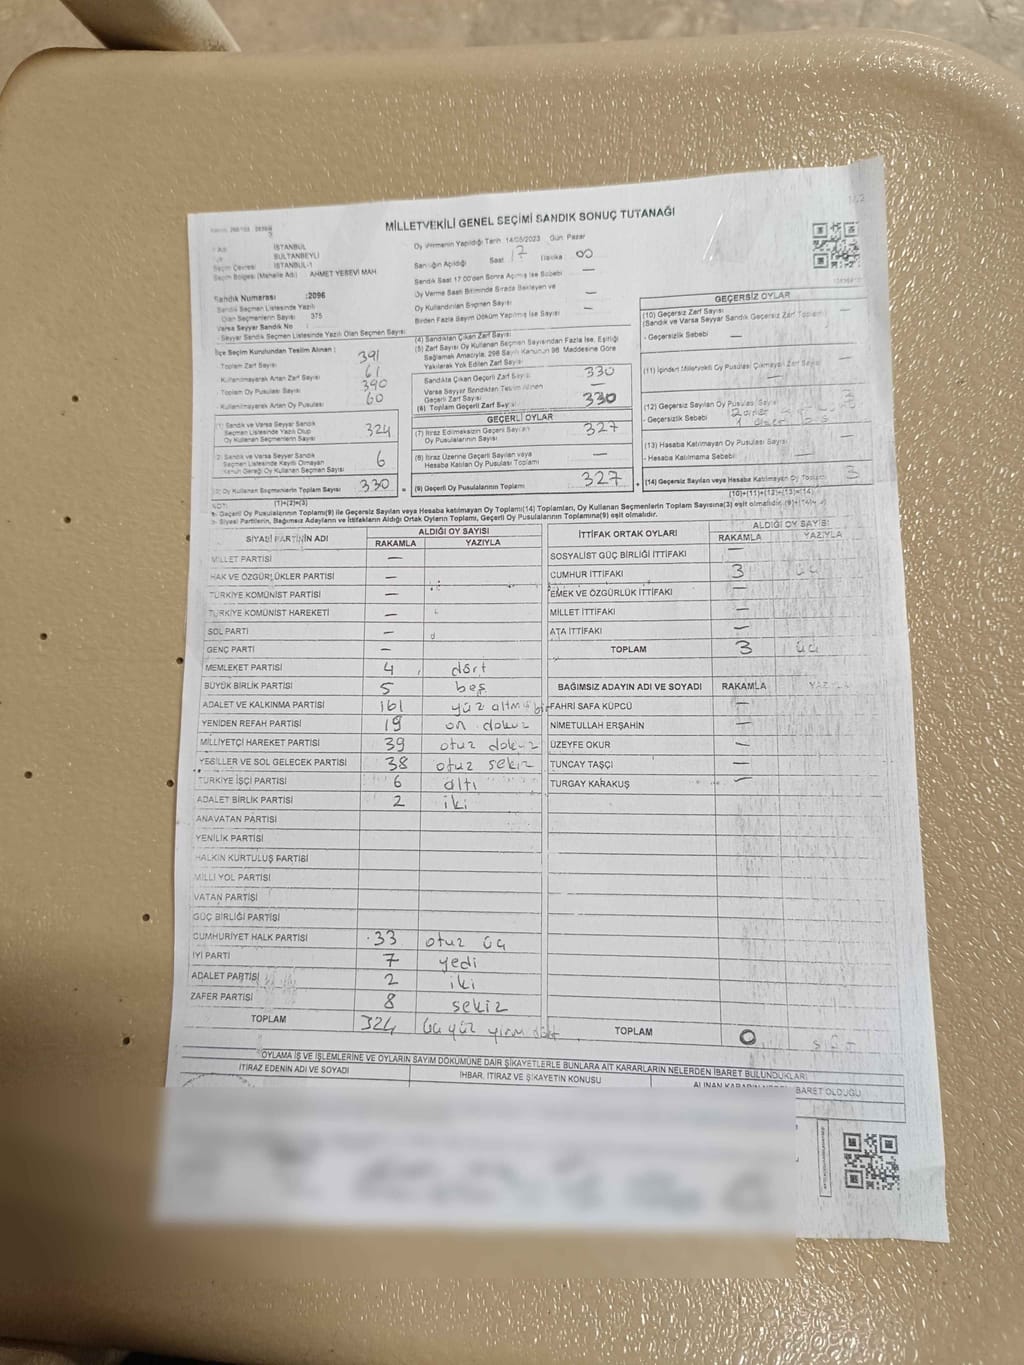 MİLLETVEKİLİ GENEL SEÇİMİ SANDIK SONUÇ TUTANAĞI
İSTANBUL
SULTANBEYLİ
Seçim Çevresi İSTANBUL-1
Seçim Bölgesi (Mahalle Adı) : AHMET YESEVİ MAH
Sandık Numarası :2096
Sandık Seçmen Listesinde Yazılı
Olan Seçmenlerin Sayısı 375
Varsa Seyyar Sandık No
Seyyar Sandık Seçmen Listesinde Yazılı Olan Seçmen Sayısı
İlçe Seçim Kurulundan Teslim Alınan ;
- Toplam Zarf Sayısı 391
- Kullanılmayarak Artan Zarf Sayısı 61
- Toplam Oy Pusulası Sayısı 390
- Kullanılmayarak Artan Oy Pusulası 60
(1) Sandık ve Varsa Seyyar Sandık
Seçmen Listesinde Yazılı Olup
Oy Kullanan Seçmenlerin Sayısı 324
(2) Sandık ve Varsa Seyyar Sandık
Seçmen Listesinde Kayıtlı Olmayan
Kanun Gereği Oy Kullanan Seçmen Sayısı 6
(3) Oy Kullanan Seçmenlerin Toplam Sayısı 330
(1)+(2)=(3)
Oy Vermenin Yapıldığı Tarih 14/05/2023 Gün Pazar
Sandığın Açıldığı Saat 17 Dakika 00
Sandık Saat 17:00'den Sonra Açılmış İse Sebebi —
Oy Verme Saati Bitiminde Sırada Bekleyen ve
Oy Kullandırılan Seçmen Sayısı —
Birden Fazla Sayım Döküm Yapılmış İse Sayısı —
(4) Sandıktan Çıkan Zarf Sayısı
(5) Zarf Sayısı Oy Kullanan Seçmen Sayısından Fazla İse, Eşitliği
Sağlamak Amacıyla, 298 Sayılı Kanunun 98. Maddesine Göre
Yakılarak Yok Edilen Zarf Sayısı
Sandıkta Çıkan Geçerli Zarf Sayısı 330
Varsa Seyyar Sandıktan Teslim Alınan
Geçerli Zarf Sayısı —
(6) Toplam Geçerli Zarf Sayısı 330
GEÇERLİ OYLAR
(7) İtiraz Edilmeksizin Geçerli Sayılan
Oy Pusulalarının Sayısı 327
(8) İtiraz Üzerine Geçerli Sayılan veya
Hesaba Katılan Oy Pusulası Toplamı —
(9) Geçerli Oy Pusulalarının Toplamı 327
GEÇERSİZ OYLAR
(10) Geçersiz Zarf Sayısı
(Sandık ve Varsa Seyyar Sandık Geçersiz Zarf Toplamı) —
- Geçersizlik Sebebi —
(11) İçinden Milletvekili Oy Pusulası Çıkmayan Zarf Sayısı —
(12) Geçersiz Sayılan Oy Pusulası Sayısı 3
- Geçersizlik Sebebi
(13) Hesaba Katılmayan Oy Pusulası Sayısı —
- Hesaba Katılmama Sebebi —
(14) Geçersiz Sayılan veya Hesaba Katılmayan Oy Toplamı 3
(10)+(11)+(12)+(13)=(14)
NOT:
1- Geçerli Oy Pusulalarının Toplamı(9) ile Geçersiz Sayılan veya Hesaba katılmayan Oy Toplamı(14) Toplamları, Oy Kullanan Seçmenlerin Toplam Sayısına(3) eşit olmalıdır. (9)+(14)=(3)
2- Siyasi Partilerin, Bağımsız Adayların ve İttifakların Aldığı Ortak Oyların Toplamı, Geçerli Oy Pusulalarının Toplamına(9) eşit olmalıdır.
SİYASİ PARTİNİN ADI ALDIĞI OY SAYISI
RAKAMLA YAZIYLA
MİLLET PARTİSİ —
HAK VE ÖZGÜRLÜKLER PARTİSİ —
TÜRKİYE KOMÜNİST PARTİSİ —
TÜRKİYE KOMÜNİST HAREKETİ —
SOL PARTİ —
GENÇ PARTİ —
MEMLEKET PARTİSİ 4 dört
BÜYÜK BİRLİK PARTİSİ 5 beş
ADALET VE KALKINMA PARTİSİ 161 yüz altmış bir
YENİDEN REFAH PARTİSİ 19 on dokuz
MİLLİYETÇİ HAREKET PARTİSİ 39 otuz dokuz
YEŞİLLER VE SOL GELECEK PARTİSİ 38 otuz sekiz
TÜRKİYE İŞÇİ PARTİSİ 6 altı
ADALET BİRLİK PARTİSİ 2 iki
ANAVATAN PARTİSİ
YENİLİK PARTİSİ
HALKIN KURTULUŞ PARTİSİ
MİLLİ YOL PARTİSİ
VATAN PARTİSİ
GÜÇ BİRLİĞİ PARTİSİ
CUMHURİYET HALK PARTİSİ 33 otuz üç
İYİ PARTİ 7 yedi
ADALET PARTİSİ 2 iki
ZAFER PARTİSİ 8 sekiz
TOPLAM 324 üç yüz yirmi dört
İTTİFAK ORTAK OYLARI ALDIĞI OY SAYISI
RAKAMLA YAZIYLA
SOSYALİST GÜÇ BİRLİĞİ İTTİFAKI —
CUMHUR İTTİFAKI 3 üç
EMEK VE ÖZGÜRLÜK İTTİFAKI —
MİLLET İTTİFAKI —
ATA İTTİFAKI —
TOPLAM 3 üç
BAĞIMSIZ ADAYIN ADI VE SOYADI RAKAMLA YAZIYLA
FAHRİ SAFA KÜPCÜ —
NİMETULLAH ERŞAHİN —
ÜZEYFE OKUR —
TUNCAY TAŞÇI —
TURGAY KARAKUŞ —
TOPLAM 0 sıfır
OYLAMA İŞ VE İŞLEMLERİNE VE OYLARIN SAYIM DÖKÜMÜNE DAİR ŞİKAYETLERLE BUNLARA AİT KARARLARIN NELERDEN İBARET BULUNDUKLARI
İTİRAZ EDENİN ADI VE SOYADI İHBAR, İTİRAZ VE ŞİKAYETİN KONUSU ALINAN KARARIN İBARET OLDUĞU